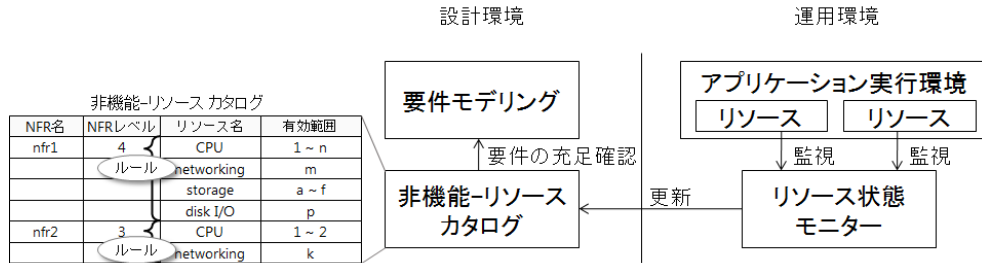 設計環境
運用環境
非機能-リソース カタログ
NFR名 NFRレベル リソース名 有効範囲
nfr1 4 CPU 1 ~ n
ルール networking m
storage a ~ f
disk I/O p
nfr2 3 CPU 1 ~ 2
ルール networking k
要件モデリング
要件の充足確認
非機能-リソース
カタログ
更新
アプリケーション実行環境
リソース リソース
監視 監視
リソース状態
モニター